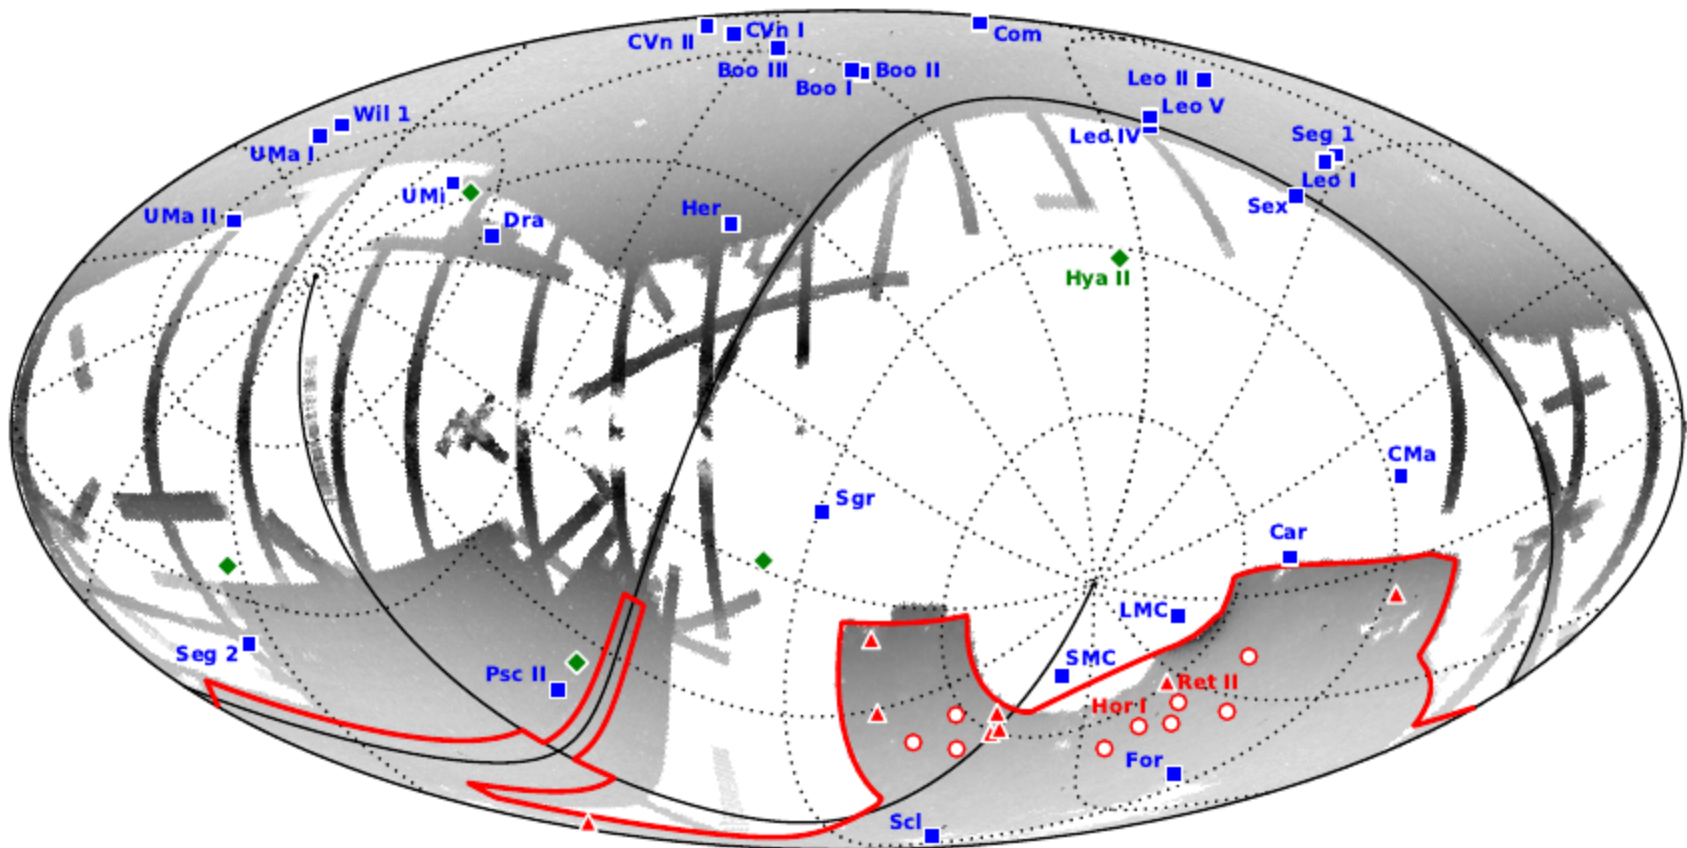 CVn II
CVn I
Com
Boo III
Boo II
Boo I
Leo II
Wil 1
Leo V
Seg 1
UMa I
Leo IV
Leo I
UMi
Sex
UMa II
Dra
Her
Hya II
CMa
Sgr
Car
LMC
Seg 2
SMC
Psc II
Ret II
Hor I
For
Scl